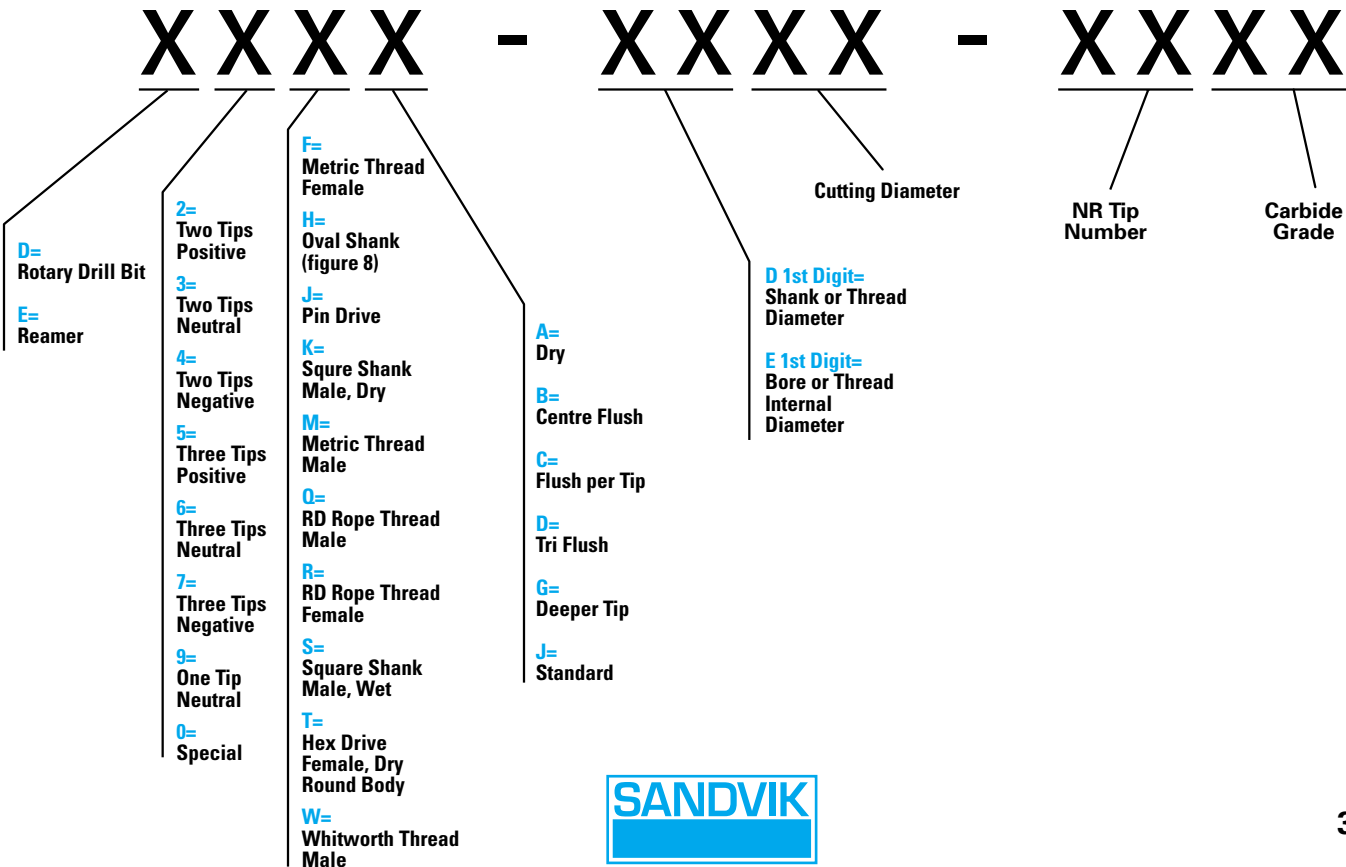 XXXX - XXXX - XXXX
D=
Rotary Drill Bit
E=
Reamer
2=
Two Tips
Positive
3=
Two Tips
Neutral
4=
Two Tips
Negative
5=
Three Tips
Positive
6=
Three Tips
Neutral
7=
Three Tips
Negative
9=
One Tip
Neutral
0=
Special
F=
Metric Thread
Female
H=
Oval Shank
(figure 8)
J=
Pin Drive
K=
Squre Shank
Male, Dry
M=
Metric Thread
Male
Q=
RD Rope Thread
Male
R=
RD Rope Thread
Female
S=
Square Shank
Male, Wet
T=
Hex Drive
Female, Dry
Round Body
W=
Whitworth Thread
Male
A=
Dry
B=
Centre Flush
C=
Flush per Tip
D=
Tri Flush
G=
Deeper Tip
J=
Standard
D 1st Digit=
Shank or Thread
Diameter
E 1st Digit=
Bore or Thread
Internal
Diameter
Cutting Diameter
NR Tip
Number
Carbide
Grade
SANDVIK
3